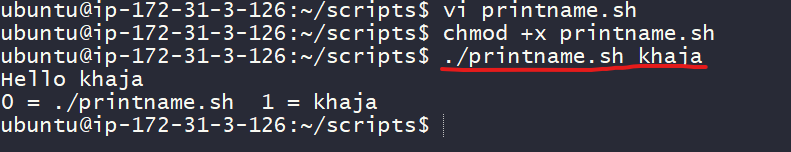 ubuntu@ip-172-31-3-126:~/scripts$ vi printname.sh
ubuntu@ip-172-31-3-126:~/scripts$ chmod +x printname.sh
ubuntu@ip-172-31-3-126:~/scripts$ ./printname.sh khaja
Hello khaja
0 = ./printname.sh  1 = khaja
ubuntu@ip-172-31-3-126:~/scripts$